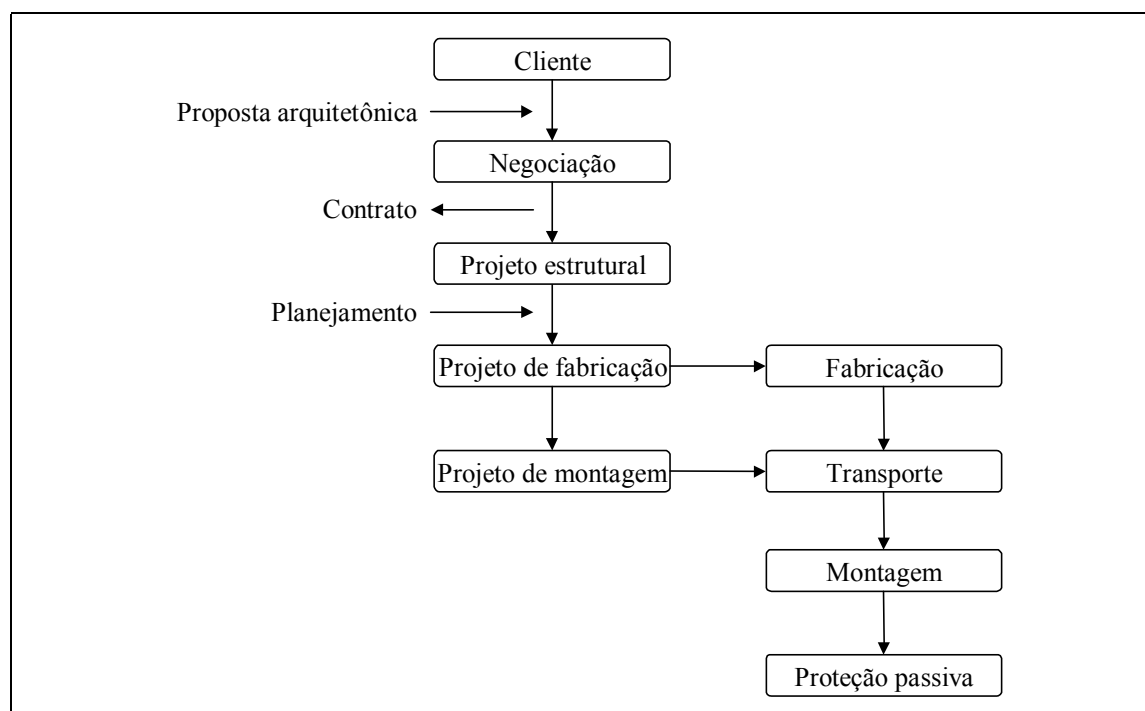 Cliente
Proposta arquitetônica
Negociação
Contrato
Projeto estrutural
Planejamento
Projeto de fabricação
Fabricação
Projeto de montagem
Transporte
Montagem
Proteção passiva